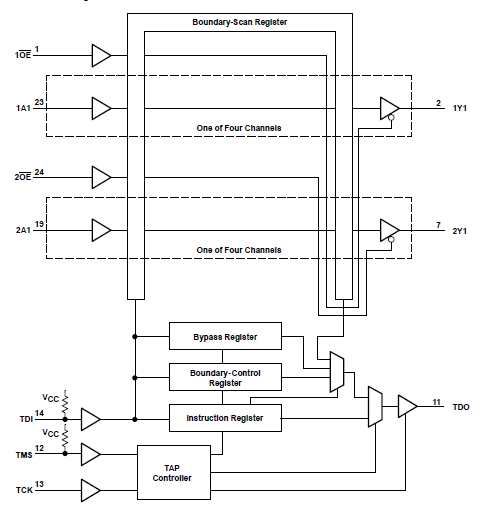 Boundary-Scan Register
1OE 1
1A1 23
2 1Y1
One of Four Channels
2OE 24
2A1 19
7 2Y1
One of Four Channels
Bypass Register
Boundary-Control
Register
VCC
TDI 14
Instruction Register
11 TDO
VCC
TMS 12
TAP
Controller
TCK 13